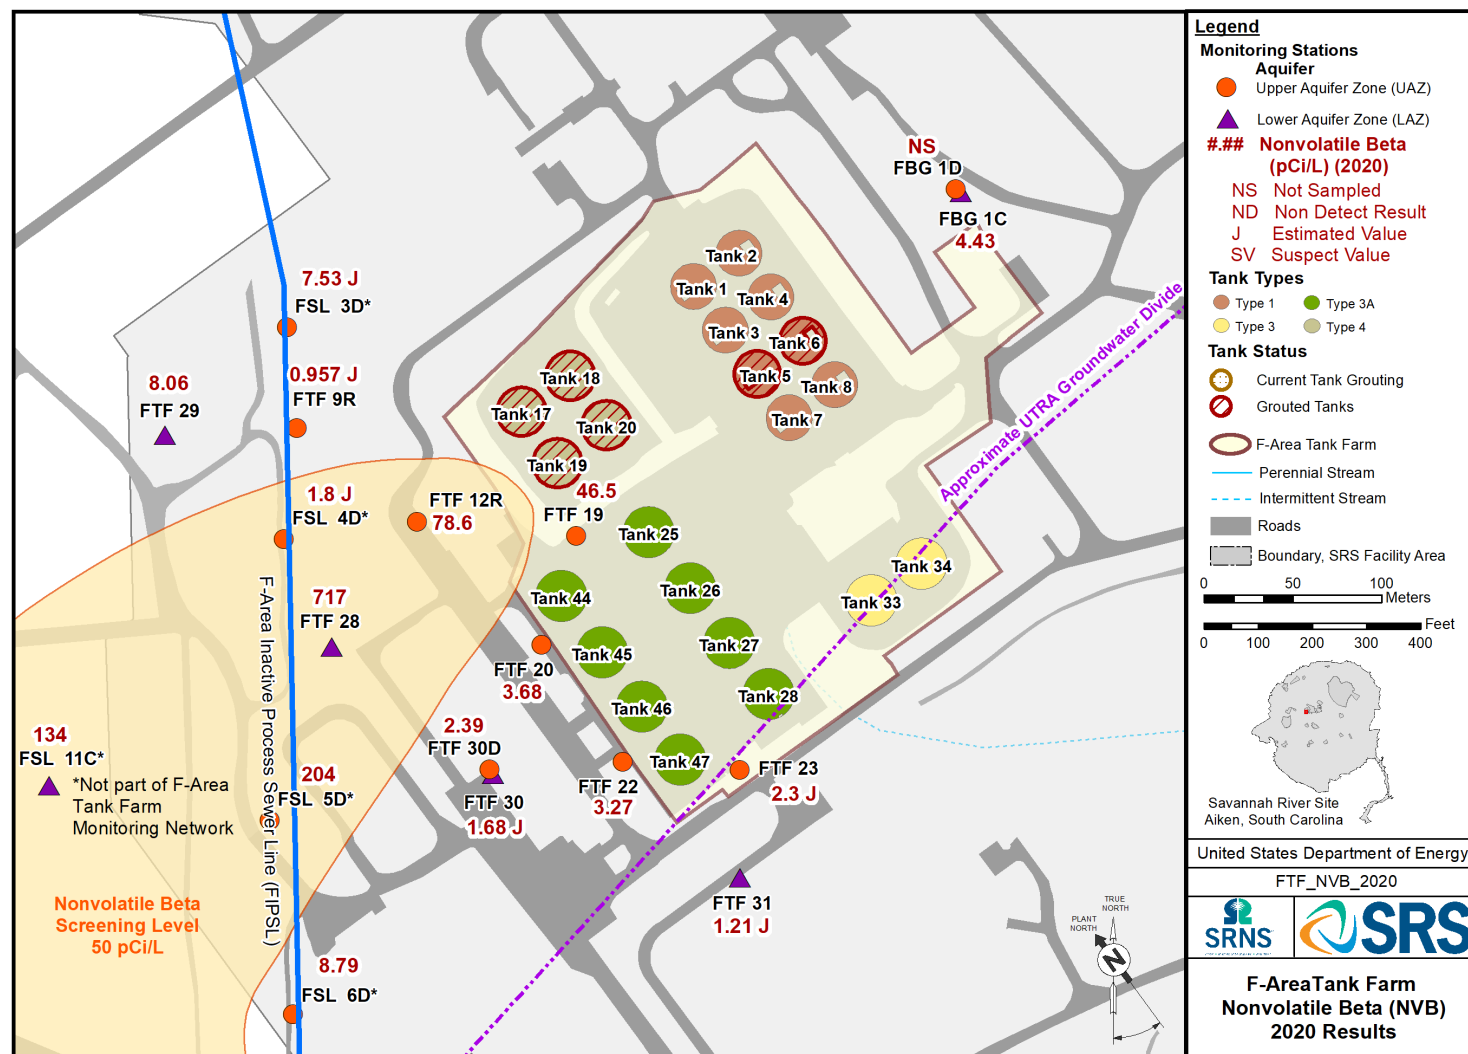 NS
FBG 1D
FBG 1C
4.43
Tank 2
Tank 1
Tank 4
Tank 3
Tank 6
Tank 5
Tank 8
Tank 7
7.53 J
FSL 3D*
0.957 J
FTF 9R
8.06
FTF 29
Tank 18
Tank 17
Tank 20
Tank 19
Approximate UTRA Groundwater Divide
1.8 J
FSL 4D*
FTF 12R
78.6
46.5
FTF 19
Tank 25
Tank 34
Tank 33
Tank 44
Tank 26
717
FTF 28
F-Area Inactive Process Sewer Line (FIPSL)
Tank 45
Tank 27
FTF 20
3.68
Tank 28
Tank 46
2.39
FTF 30D
134
FSL 11C*
*Not part of F-Area
Tank Farm
Monitoring Network
204
FSL 5D*
Tank 47
FTF 23
2.3 J
FTF 22
3.27
FTF 30
1.68 J
FTF 31
1.21 J
Nonvolatile Beta
Screening Level
50 pCi/L
8.79
FSL 6D*
TRUE
NORTH
PLANT
NORTH
N
Legend
Monitoring Stations
Aquifer
Upper Aquifer Zone (UAZ)
Lower Aquifer Zone (LAZ)
#.## Nonvolatile Beta
(pCi/L) (2020)
NS Not Sampled
ND Non Detect Result
J Estimated Value
SV Suspect Value
Tank Types
Type 1 Type 3A
Type 3 Type 4
Tank Status
Current Tank Grouting
Grouted Tanks
F-Area Tank Farm
Perennial Stream
Intermittent Stream
Roads
Boundary, SRS Facility Area
0 50 100
Meters
Feet
0 100 200 300 400
Savannah River Site
Aiken, South Carolina
United States Department of Energy
FTF_NVB_2020
SRNS
SRS
F-AreaTank Farm
Nonvolatile Beta (NVB)
2020 Results